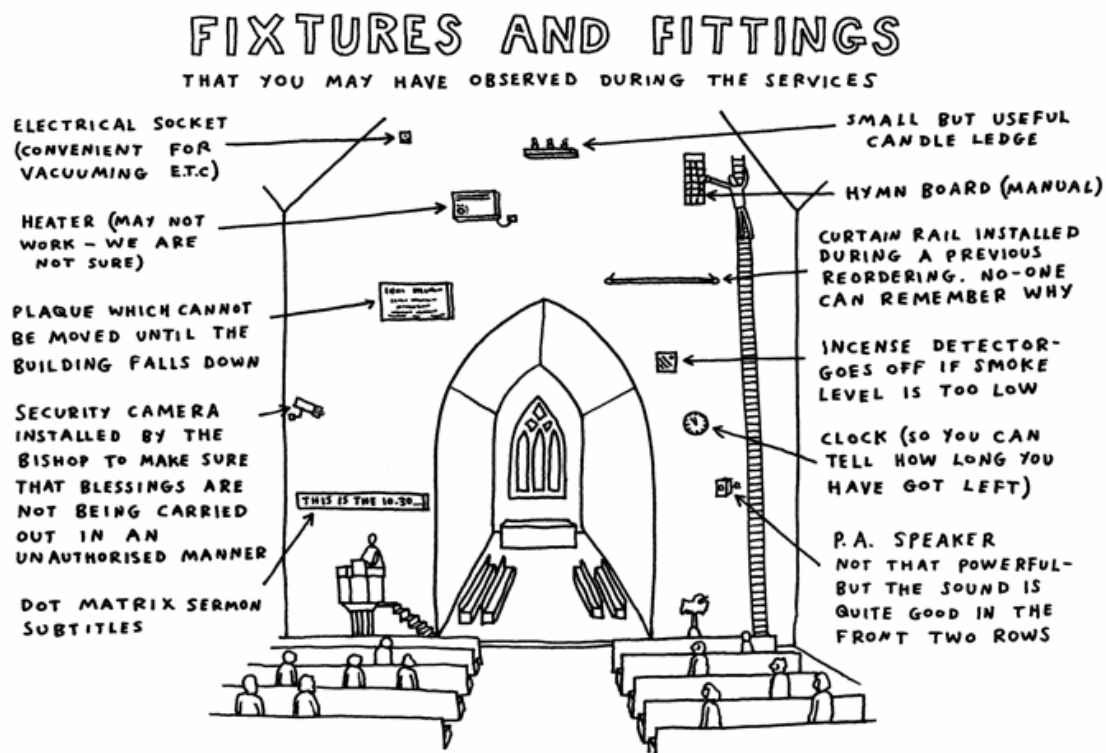 FIXTURES AND FITTINGS
THAT YOU MAY HAVE OBSERVED DURING THE SERVICES
ELECTRICAL SOCKET
(CONVENIENT FOR
VACUUMING E.T.C)
HEATER (MAY NOT
WORK - WE ARE
NOT SURE)
PLAQUE WHICH CANNOT
BE MOVED UNTIL THE
BUILDING FALLS DOWN
SECURITY CAMERA
INSTALLED BY THE
BISHOP TO MAKE SURE
THAT BLESSINGS ARE
NOT BEING CARRIED
OUT IN AN
UNAUTHORISED MANNER
DOT MATRIX SERMON
SUBTITLES
THIS IS THE 10.30...
SMALL BUT USEFUL
CANDLE LEDGE
HYMN BOARD (MANUAL)
CURTAIN RAIL INSTALLED
DURING A PREVIOUS
REORDERING. NO-ONE
CAN REMEMBER WHY
INCENSE DETECTOR-
GOES OFF IF SMOKE
LEVEL IS TOO LOW
CLOCK (SO YOU CAN
TELL HOW LONG YOU
HAVE GOT LEFT)
P.A. SPEAKER
NOT THAT POWERFUL-
BUT THE SOUND IS
QUITE GOOD IN THE
FRONT TWO ROWS